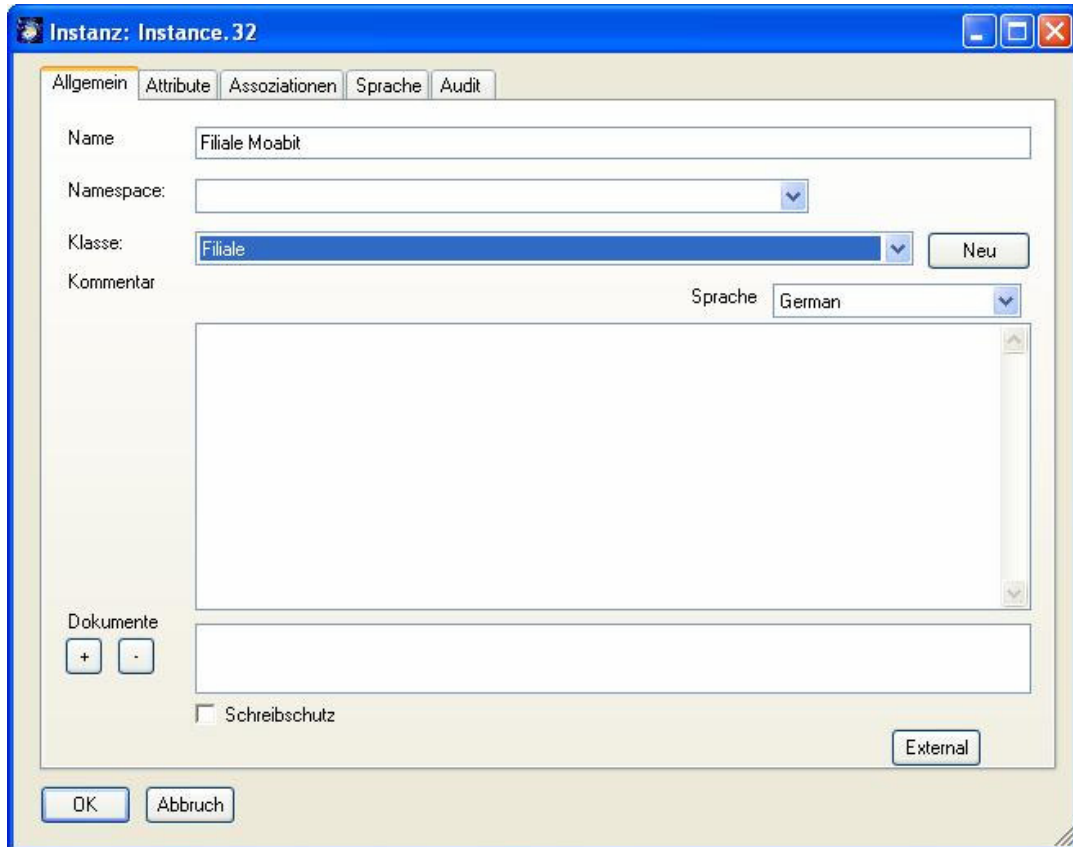 Instanz: Instance.32
Allgemein Attribute Assoziationen Sprache Audit
Name Filiale Moabit
Namespace:
Klasse: Filiale Neu
Kommentar
Sprache German
Dokumente
+ -
Schreibschutz
External
OK Abbruch